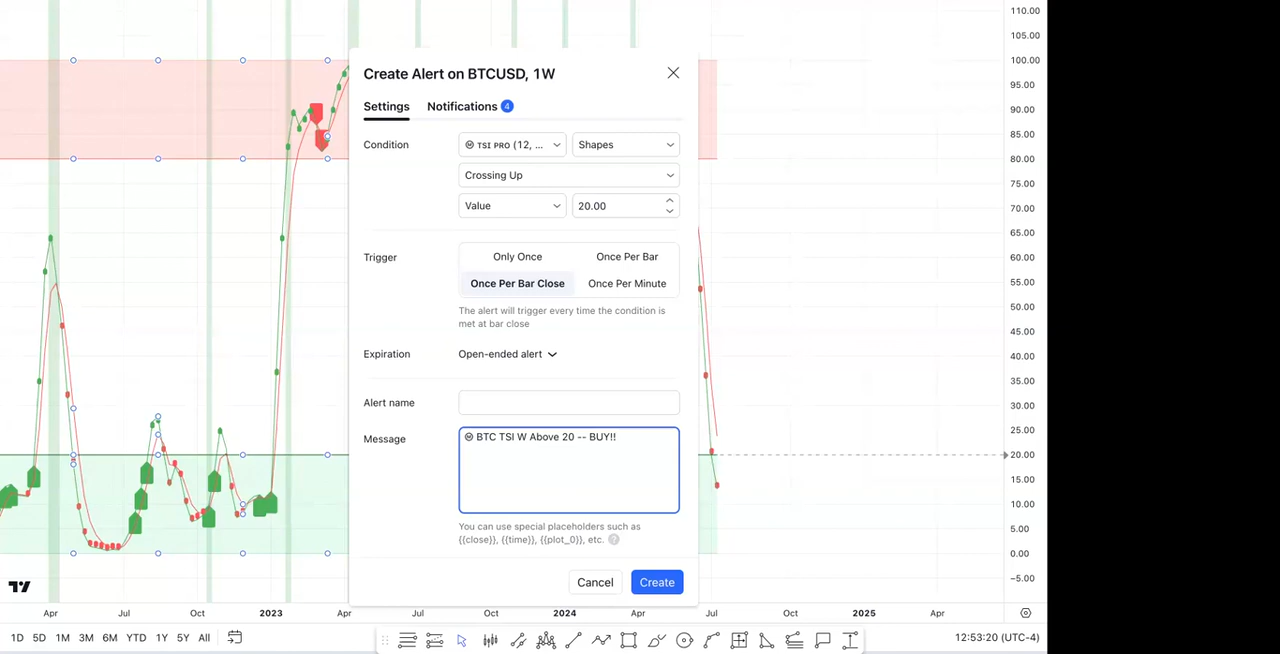 Create Alert on BTCUSD, 1W
Settings Notifications 4
Condition TSI PRO (12, ... Shapes
Crossing Up
Value 20.00
Trigger Only Once Once Per Bar
Once Per Bar Close Once Per Minute
The alert will trigger every time the condition is
met at bar close
Expiration Open-ended alert
Alert name
Message BTC TSI W Above 20 -- BUY!!
You can use special placeholders such as
{{close}}, {{time}}, {{plot_0}}, etc. ?
Cancel Create
110.00
105.00
100.00
95.00
90.00
85.00
80.00
75.00
70.00
65.00
60.00
55.00
50.00
45.00
40.00
35.00
30.00
25.00
20.00
15.00
10.00
5.00
0.00
−5.00
Apr Jul Oct 2023 Apr Jul Oct 2024 Apr Jul Oct 2025 Apr
1D 5D 1M 3M 6M YTD 1Y 5Y All 12:53:20 (UTC-4)